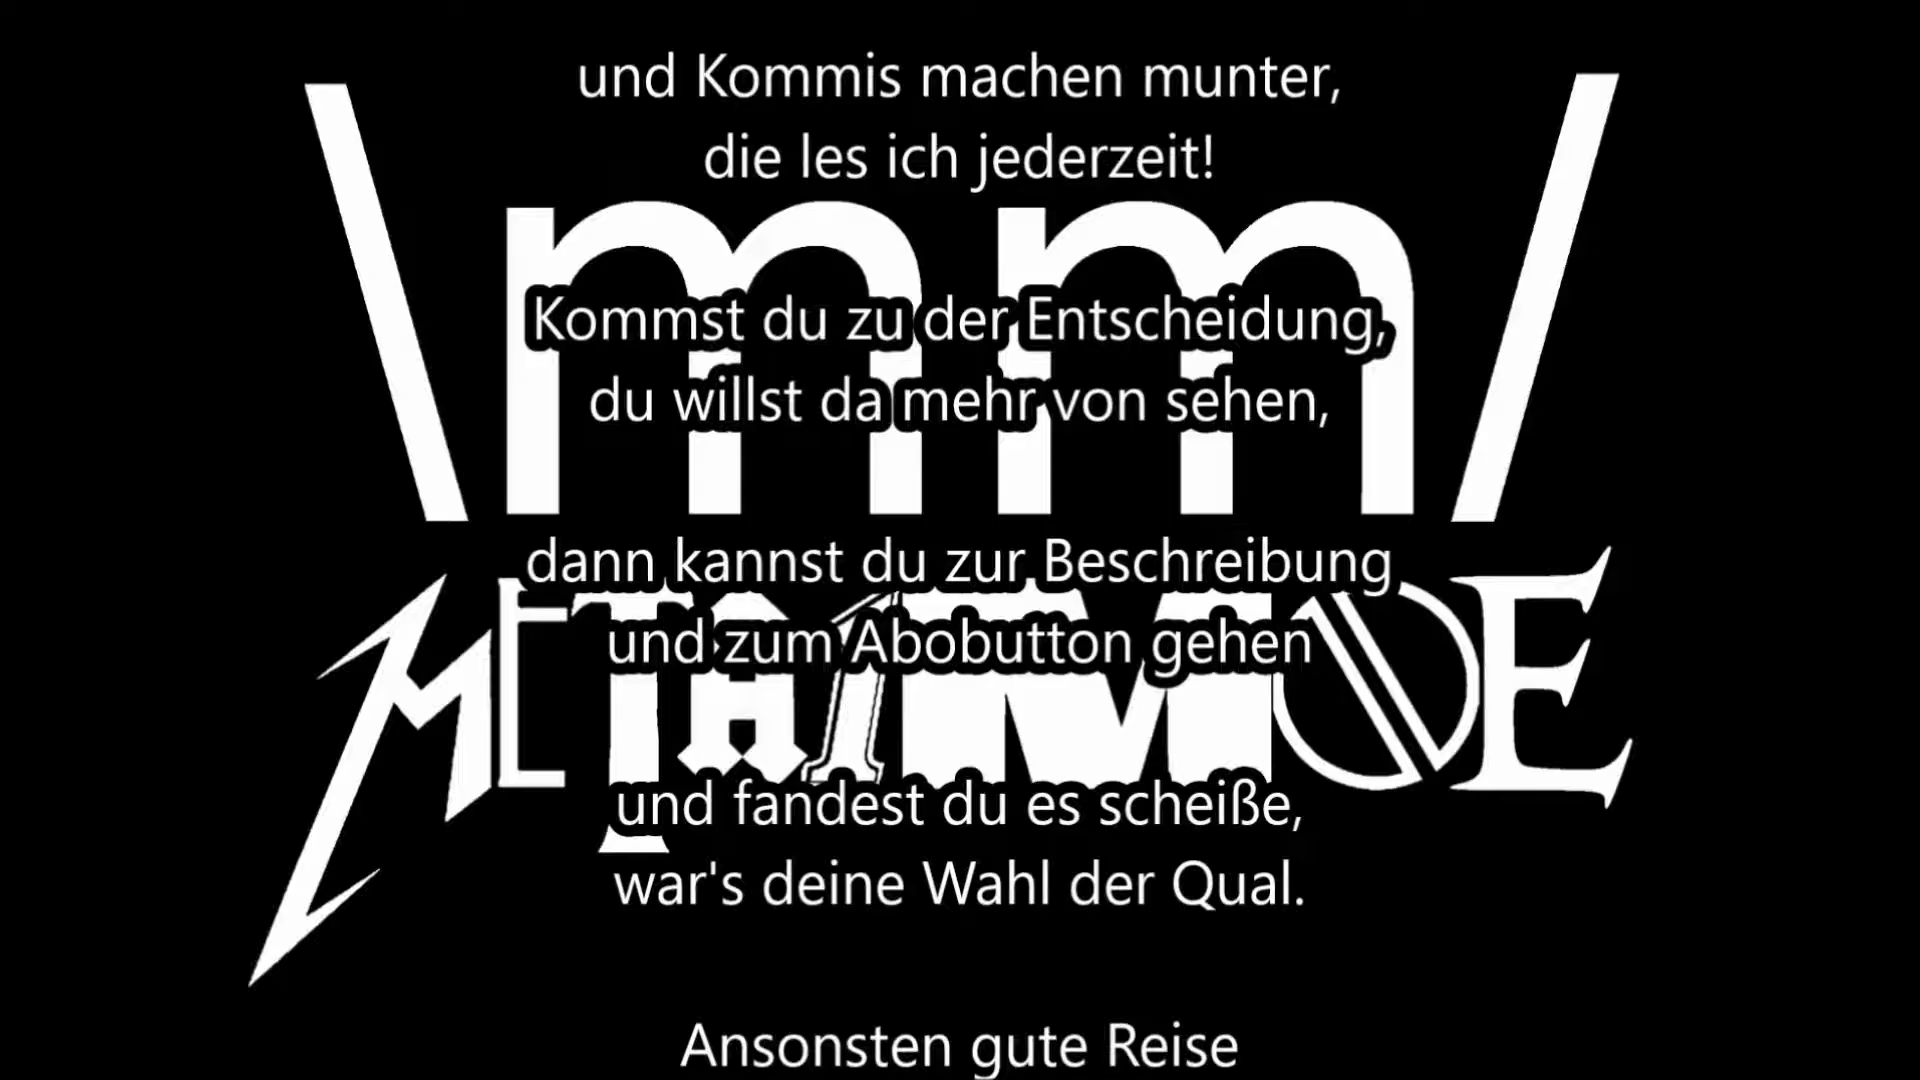 und Kommis machen munter,
die les ich jederzeit!
\mm/
Kommst du zu der Entscheidung,
du willst da mehr von sehen,
dann kannst du zur Beschreibung
und zum Abobutton gehen
METALMOE
und fandest du es scheiße,
war's deine Wahl der Qual.
Ansonsten gute Reise